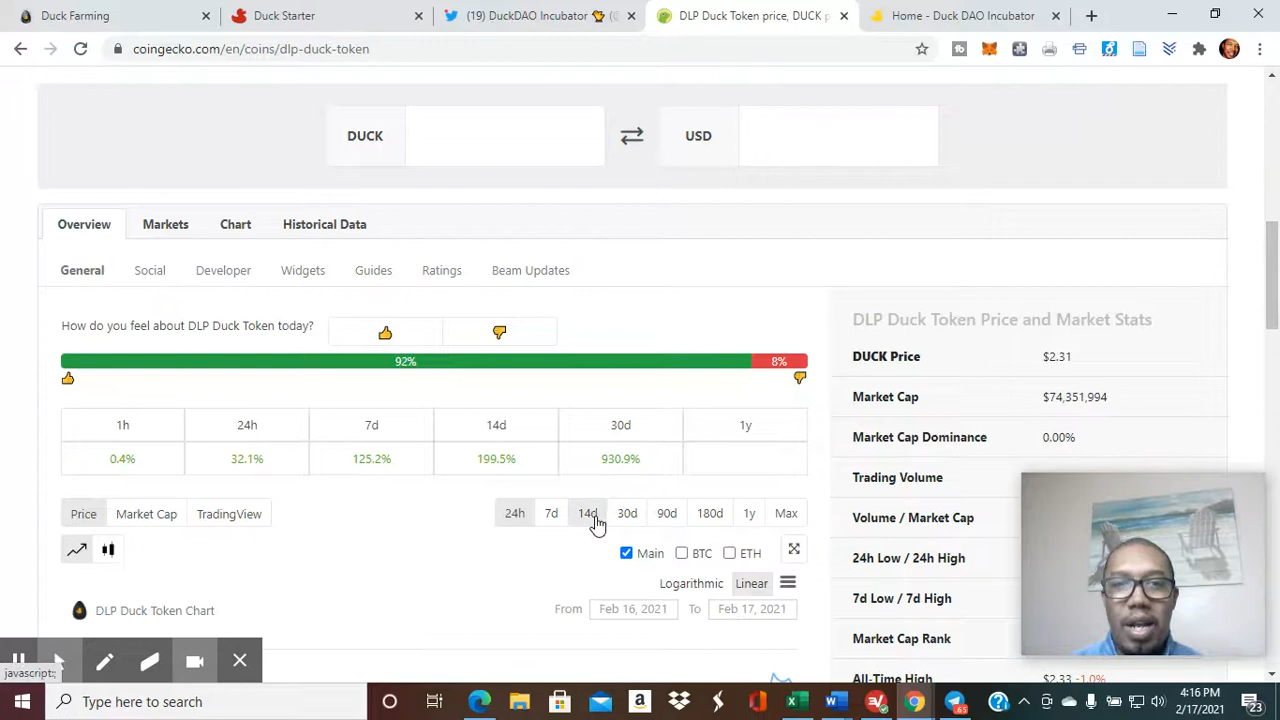 Duck Farming
Duck Starter
(19) DuckDAO Incubator
DLP Duck Token price, DUCK p
Home - Duck DAO Incubator
coingecko.com/en/coins/dlp-duck-token
DUCK
USD
Overview
Markets
Chart
Historical Data
General
Social
Developer
Widgets
Guides
Ratings
Beam Updates
How do you feel about DLP Duck Token today?
92%
8%
1h
24h
7d
14d
30d
1y
0.4%
32.1%
125.2%
199.5%
930.9%
Price
Market Cap
TradingView
24h
7d
14d
30d
90d
180d
1y
Max
Main
BTC
ETH
Logarithmic
Linear
DLP Duck Token Chart
From
Feb 16, 2021
To
Feb 17, 2021
DLP Duck Token Price and Market Stats
DUCK Price
$2.31
Market Cap
$74,351,994
Market Cap Dominance
0.00%
Trading Volume
Volume / Market Cap
24h Low / 24h High
7d Low / 7d High
Market Cap Rank
All-Time High
$2.33 -1.0%
javascript:;
Type here to search
4:16 PM
2/17/2021
23